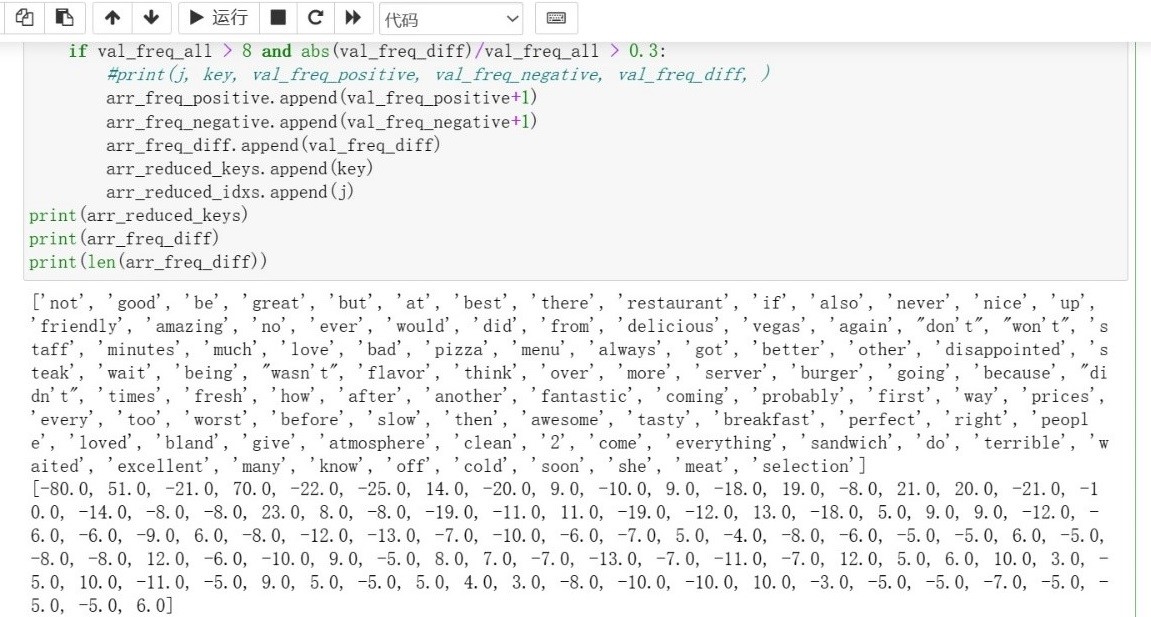 运行
代码
if val_freq_all > 8 and abs(val_freq_diff)/val_freq_all > 0.3:
#print(j, key, val_freq_positive, val_freq_negative, val_freq_diff, )
arr_freq_positive.append(val_freq_positive+1)
arr_freq_negative.append(val_freq_negative+1)
arr_freq_diff.append(val_freq_diff)
arr_reduced_keys.append(key)
arr_reduced_idxs.append(j)
print(arr_reduced_keys)
print(arr_freq_diff)
print(len(arr_freq_diff))
['not', 'good', 'be', 'great', 'but', 'at', 'best', 'there', 'restaurant', 'if', 'also', 'never', 'nice', 'up',
'friendly', 'amazing', 'no', 'ever', 'would', 'did', 'from', 'delicious', 'vegas', 'again', "don't", "won't", 's
taff', 'minutes', 'much', 'love', 'bad', 'pizza', 'menu', 'always', 'got', 'better', 'other', 'disappointed', 's
teak', 'wait', 'being', "wasn't", 'flavor', 'think', 'over', 'more', 'server', 'burger', 'going', 'because', "di
dn't", 'times', 'fresh', 'how', 'after', 'another', 'fantastic', 'coming', 'probably', 'first', 'way', 'prices',
'every', 'too', 'worst', 'before', 'slow', 'then', 'awesome', 'tasty', 'breakfast', 'perfect', 'right', 'peopl
e', 'loved', 'bland', 'give', 'atmosphere', 'clean', '2', 'come', 'everything', 'sandwich', 'do', 'terrible', 'w
aited', 'excellent', 'many', 'know', 'off', 'cold', 'soon', 'she', 'meat', 'selection']
[-80.0, 51.0, -21.0, 70.0, -22.0, -25.0, 14.0, -20.0, 9.0, -10.0, 9.0, -18.0, 19.0, -8.0, 21.0, 20.0, -21.0, -1
0.0, -14.0, -8.0, -8.0, 23.0, 8.0, -8.0, -19.0, -11.0, 11.0, -19.0, -12.0, 13.0, -18.0, 5.0, 9.0, 9.0, -12.0, -
6.0, -6.0, -9.0, 6.0, -8.0, -12.0, -13.0, -7.0, -10.0, -6.0, -7.0, 5.0, -4.0, -8.0, -6.0, -5.0, -5.0, 6.0, -5.0,
-8.0, -8.0, 12.0, -6.0, -10.0, 9.0, -5.0, 8.0, 7.0, -7.0, -13.0, -7.0, -11.0, -7.0, 12.0, 5.0, 6.0, 10.0, 3.0, -
5.0, 10.0, -11.0, -5.0, 9.0, 5.0, -5.0, 5.0, 4.0, 3.0, -8.0, -10.0, -10.0, 10.0, -3.0, -5.0, -5.0, -7.0, -5.0, -
5.0, -5.0, 6.0]